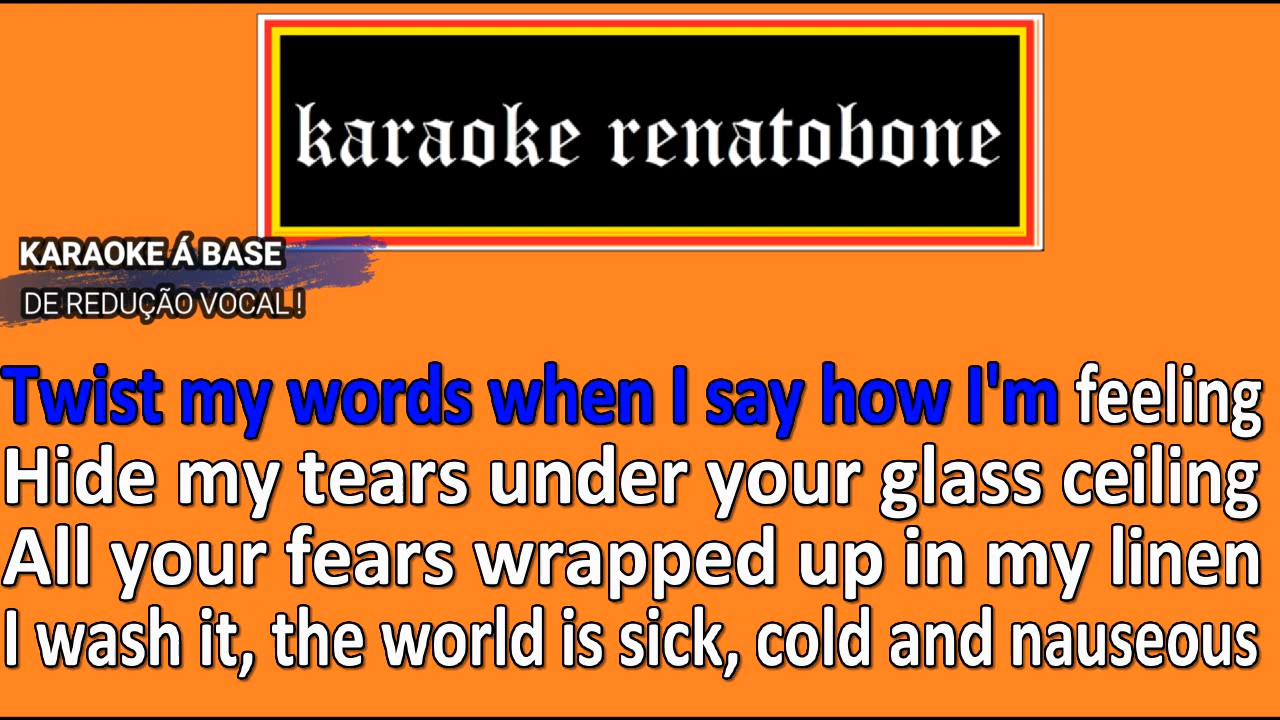 karaoke renatobone
KARAOKE Á BASE
DE REDUÇÃO VOCAL !
Twist my words when I say how I'm feeling
Hide my tears under your glass ceiling
All your fears wrapped up in my linen
I wash it, the world is sick, cold and nauseous